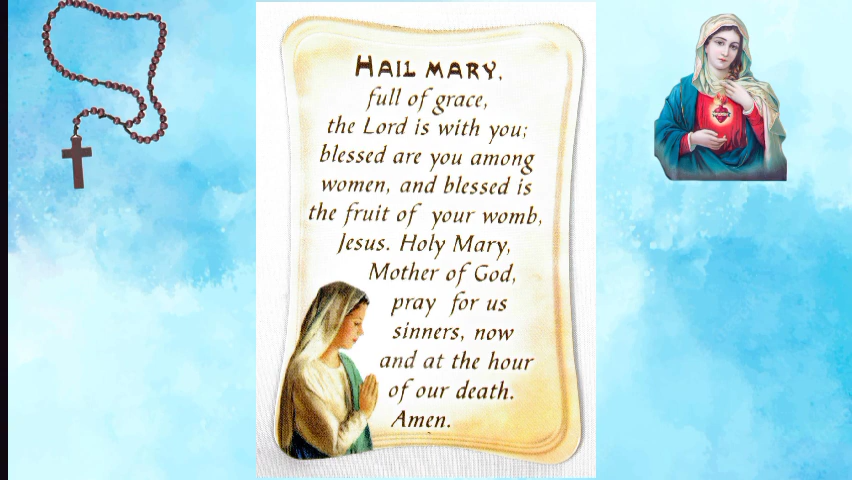 HAIL MARY,
full of grace,
the Lord is with you;
blessed are you among
women, and blessed is
the fruit of your womb,
Jesus. Holy Mary,
Mother of God,
pray for us
sinners, now
and at the hour
of our death.
Amen.